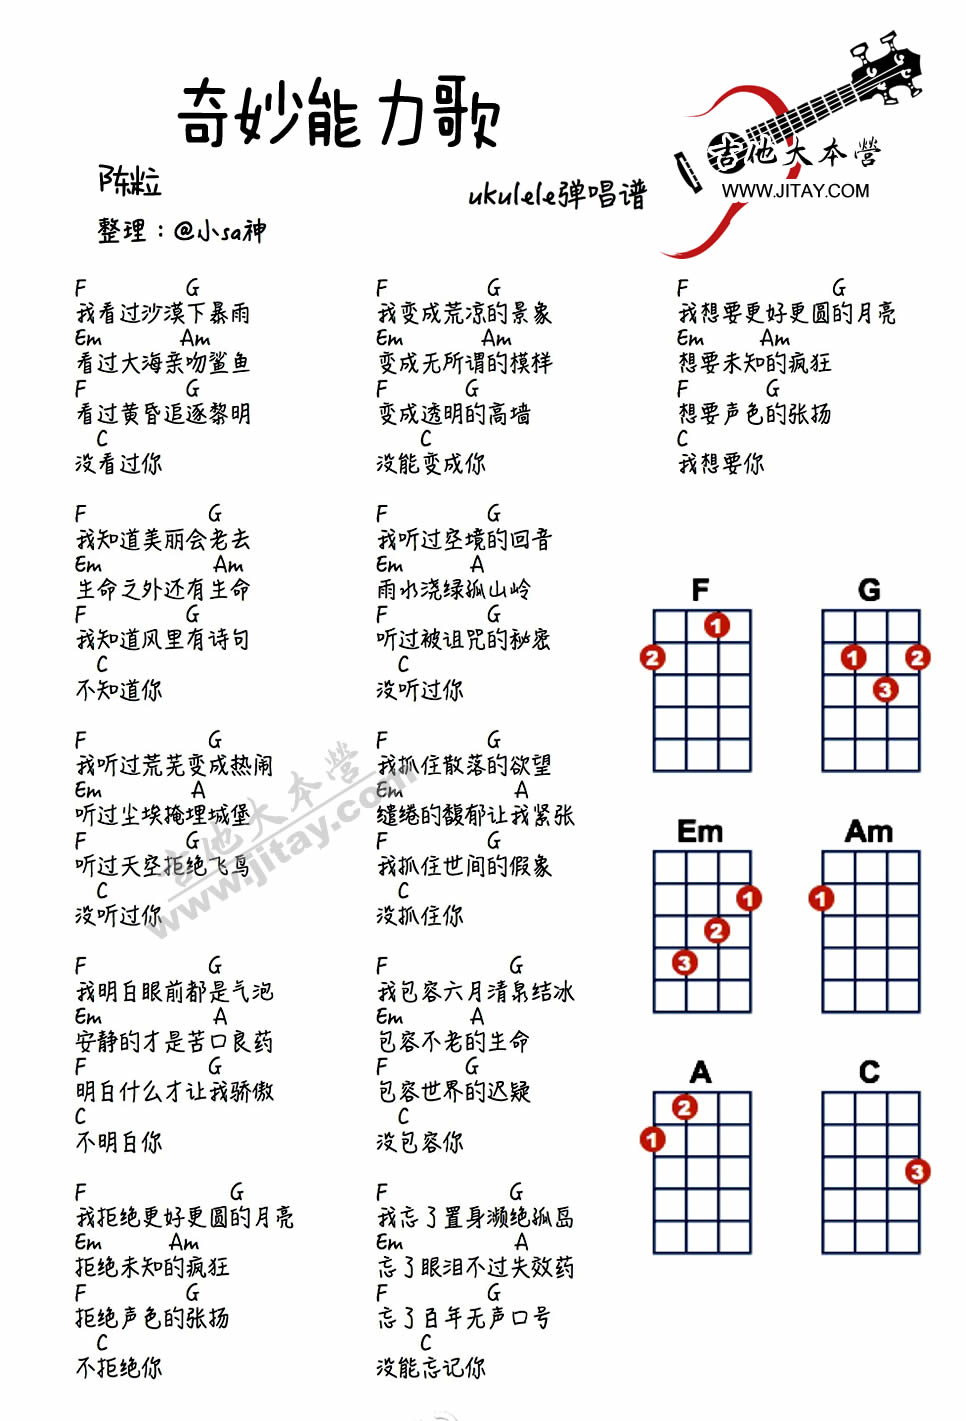 奇妙能力歌
吉他大本营
WWW.JITAY.COM
陈粒
ukulele弹唱谱
整理：@小sa神
F G
我看过沙漠下暴雨
Em Am
看过大海亲吻鲨鱼
F G
看过黄昏追逐黎明
C
没看过你
F G
我知道美丽会老去
Em Am
生命之外还有生命
F G
我知道风里有诗句
C
不知道你
F G
我听过荒芜变成热闹
Em A
听过尘埃掩埋城堡
F G
听过天空拒绝飞鸟
C
没听过你
F G
我明白眼前都是气泡
Em A
安静的才是苦口良药
F G
明白什么才让我骄傲
C
不明白你
F G
我拒绝更好更圆的月亮
Em Am
拒绝未知的疯狂
F G
拒绝声色的张扬
C
不拒绝你
F G
我变成荒凉的景象
Em Am
变成无所谓的模样
F G
变成透明的高墙
C
没能变成你
F G
我听过空境的回音
Em A
雨水浇绿孤山岭
F G
听过被诅咒的秘密
C
没听过你
F G
我抓住散落的欲望
Em A
缱绻的馥郁让我紧张
F G
我抓住世间的假象
C
没抓住你
F G
我包容六月清泉结冰
Em A
包容不老的生命
F G
包容世界的迟疑
C
没包容你
F G
我忘了置身濒绝孤岛
Em A
忘了眼泪不过失效药
F G
忘了百年无声口号
C
没能忘记你
F G
我想要更好更圆的月亮
Em Am
想要未知的疯狂
F G
想要声色的张扬
C
我想要你
F G
1
2
1 2
3
Em Am
1
2
3
1
A C
2
1
3
吉他大本营
www.jitay.com